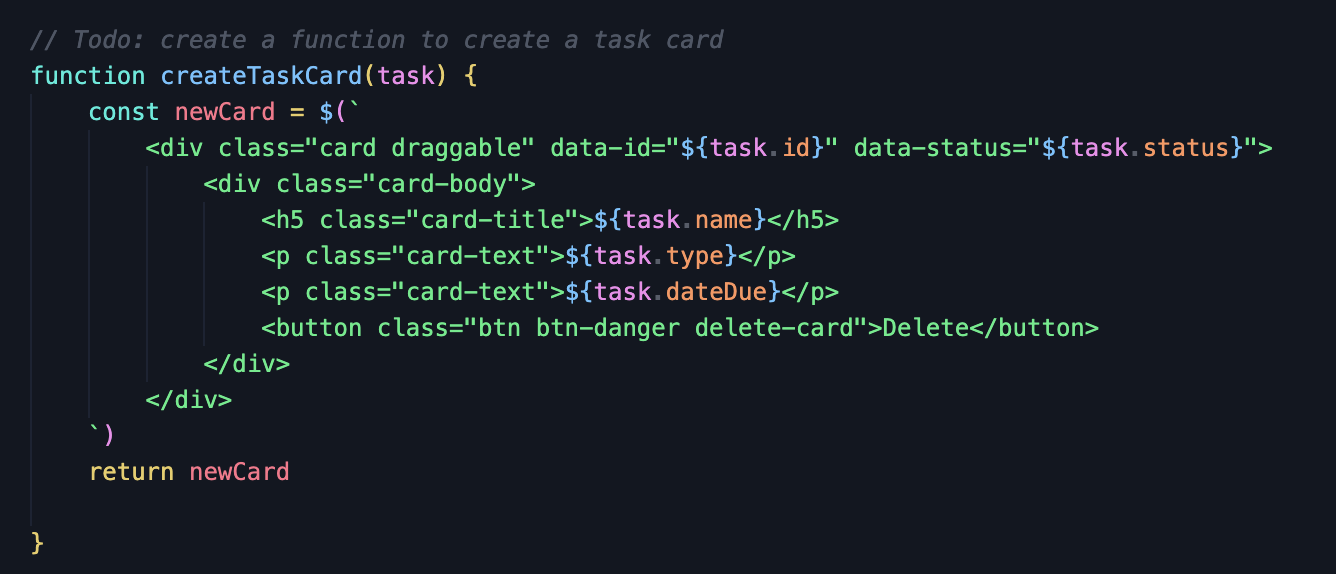 // Todo: create a function to create a task card
function createTaskCard(task) {
    const newCard = $(`
        <div class="card draggable" data-id="${task.id}" data-status="${task.status}">
            <div class="card-body">
                <h5 class="card-title">${task.name}</h5>
                <p class="card-text">${task.type}</p>
                <p class="card-text">${task.dateDue}</p>
                <button class="btn btn-danger delete-card">Delete</button>
            </div>
        </div>
    `)
    return newCard
}